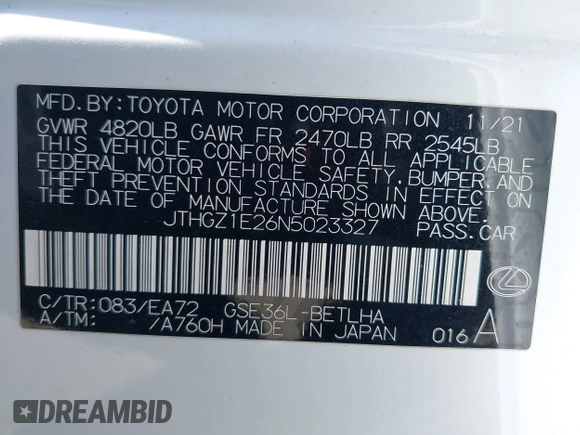 MFD.BY:TOYOTA MOTOR CORPORATION 11/21
GVWR 4820LB GAWR FR 2470LB RR 2545LB
THIS VEHICLE CONFORMS TO ALL APPLICABLE
FEDERAL MOTOR VEHICLE SAFETY, BUMPER, AND
THEFT PREVENTION STANDARDS IN EFFECT ON
THE DATE OF MANUFACTURE SHOWN ABOVE.
JTHGZ1E26N5023327 PASS.CAR
C/TR:083/EA72 GSE36L-BETLHA
A/TM: /A760H MADE IN JAPAN 016A
DREAMBID